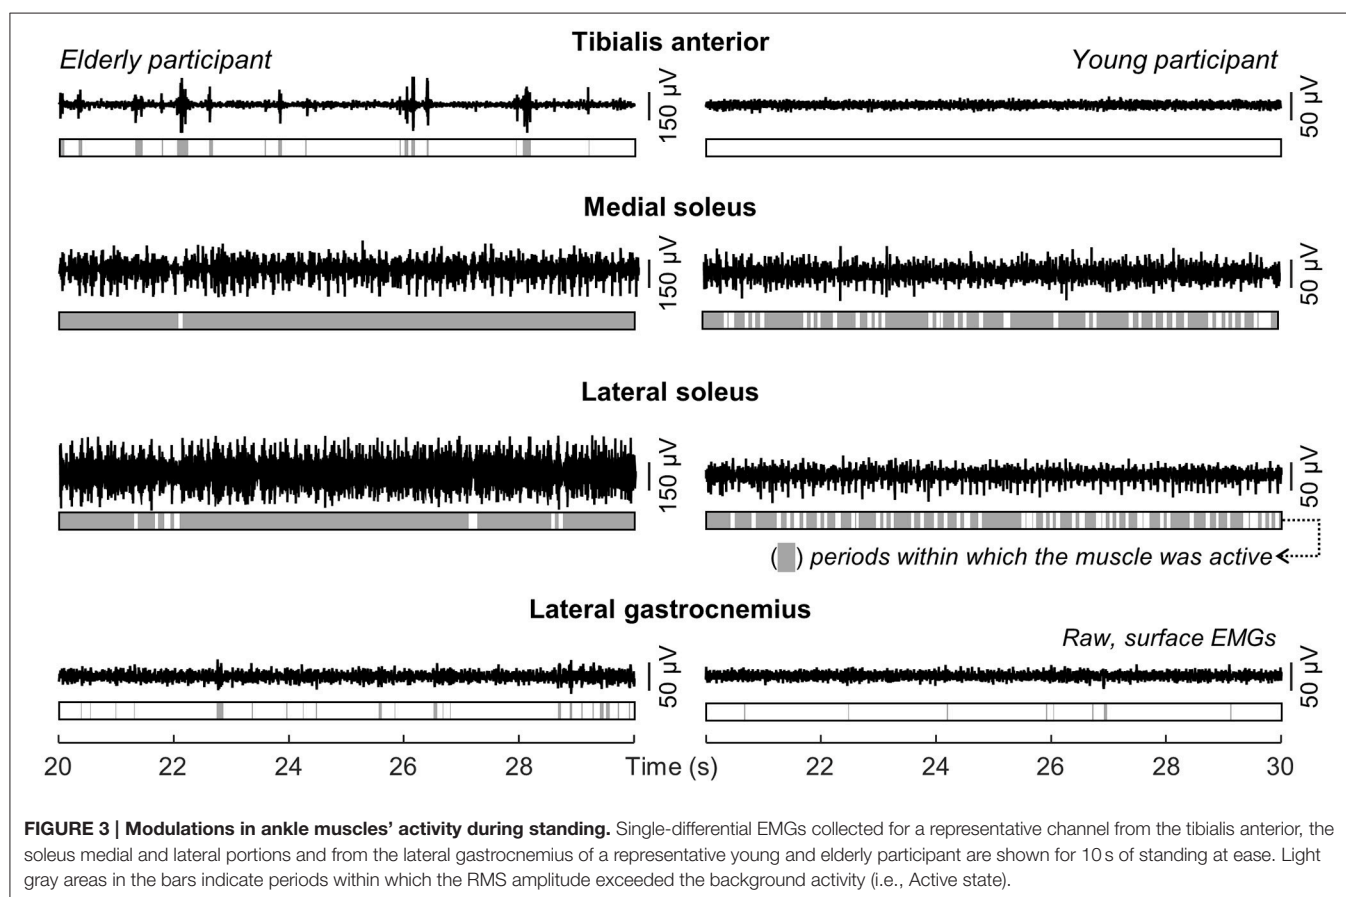 Tibialis anterior
Elderly participant
Young participant
150 µV
50 µV
Medial soleus
150 µV
50 µV
Lateral soleus
150 µV
50 µV
( ) periods within which the muscle was active
Lateral gastrocnemius
Raw, surface EMGs
50 µV
50 µV
20 22 24 26 28 Time (s) 22 24 26 28 30
FIGURE 3 | Modulations in ankle muscles’ activity during standing. Single-differential EMGs collected for a representative channel from the tibialis anterior, the
soleus medial and lateral portions and from the lateral gastrocnemius of a representative young and elderly participant are shown for 10 s of standing at ease. Light
gray areas in the bars indicate periods within which the RMS amplitude exceeded the background activity (i.e., Active state).